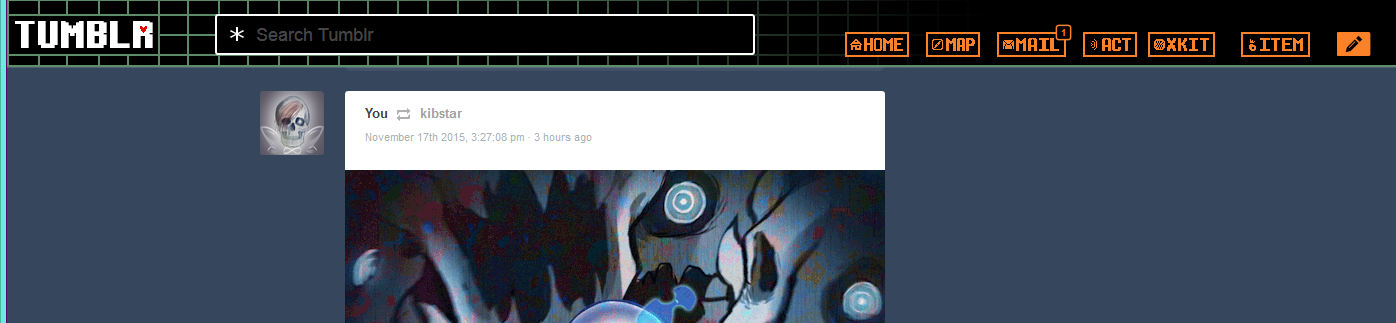 TUMBLR
Search Tumblr
HOME MAP MAIL 1 ACT XKIT ITEM
You kibstar
November 17th 2015, 3:27:08 pm · 3 hours ago